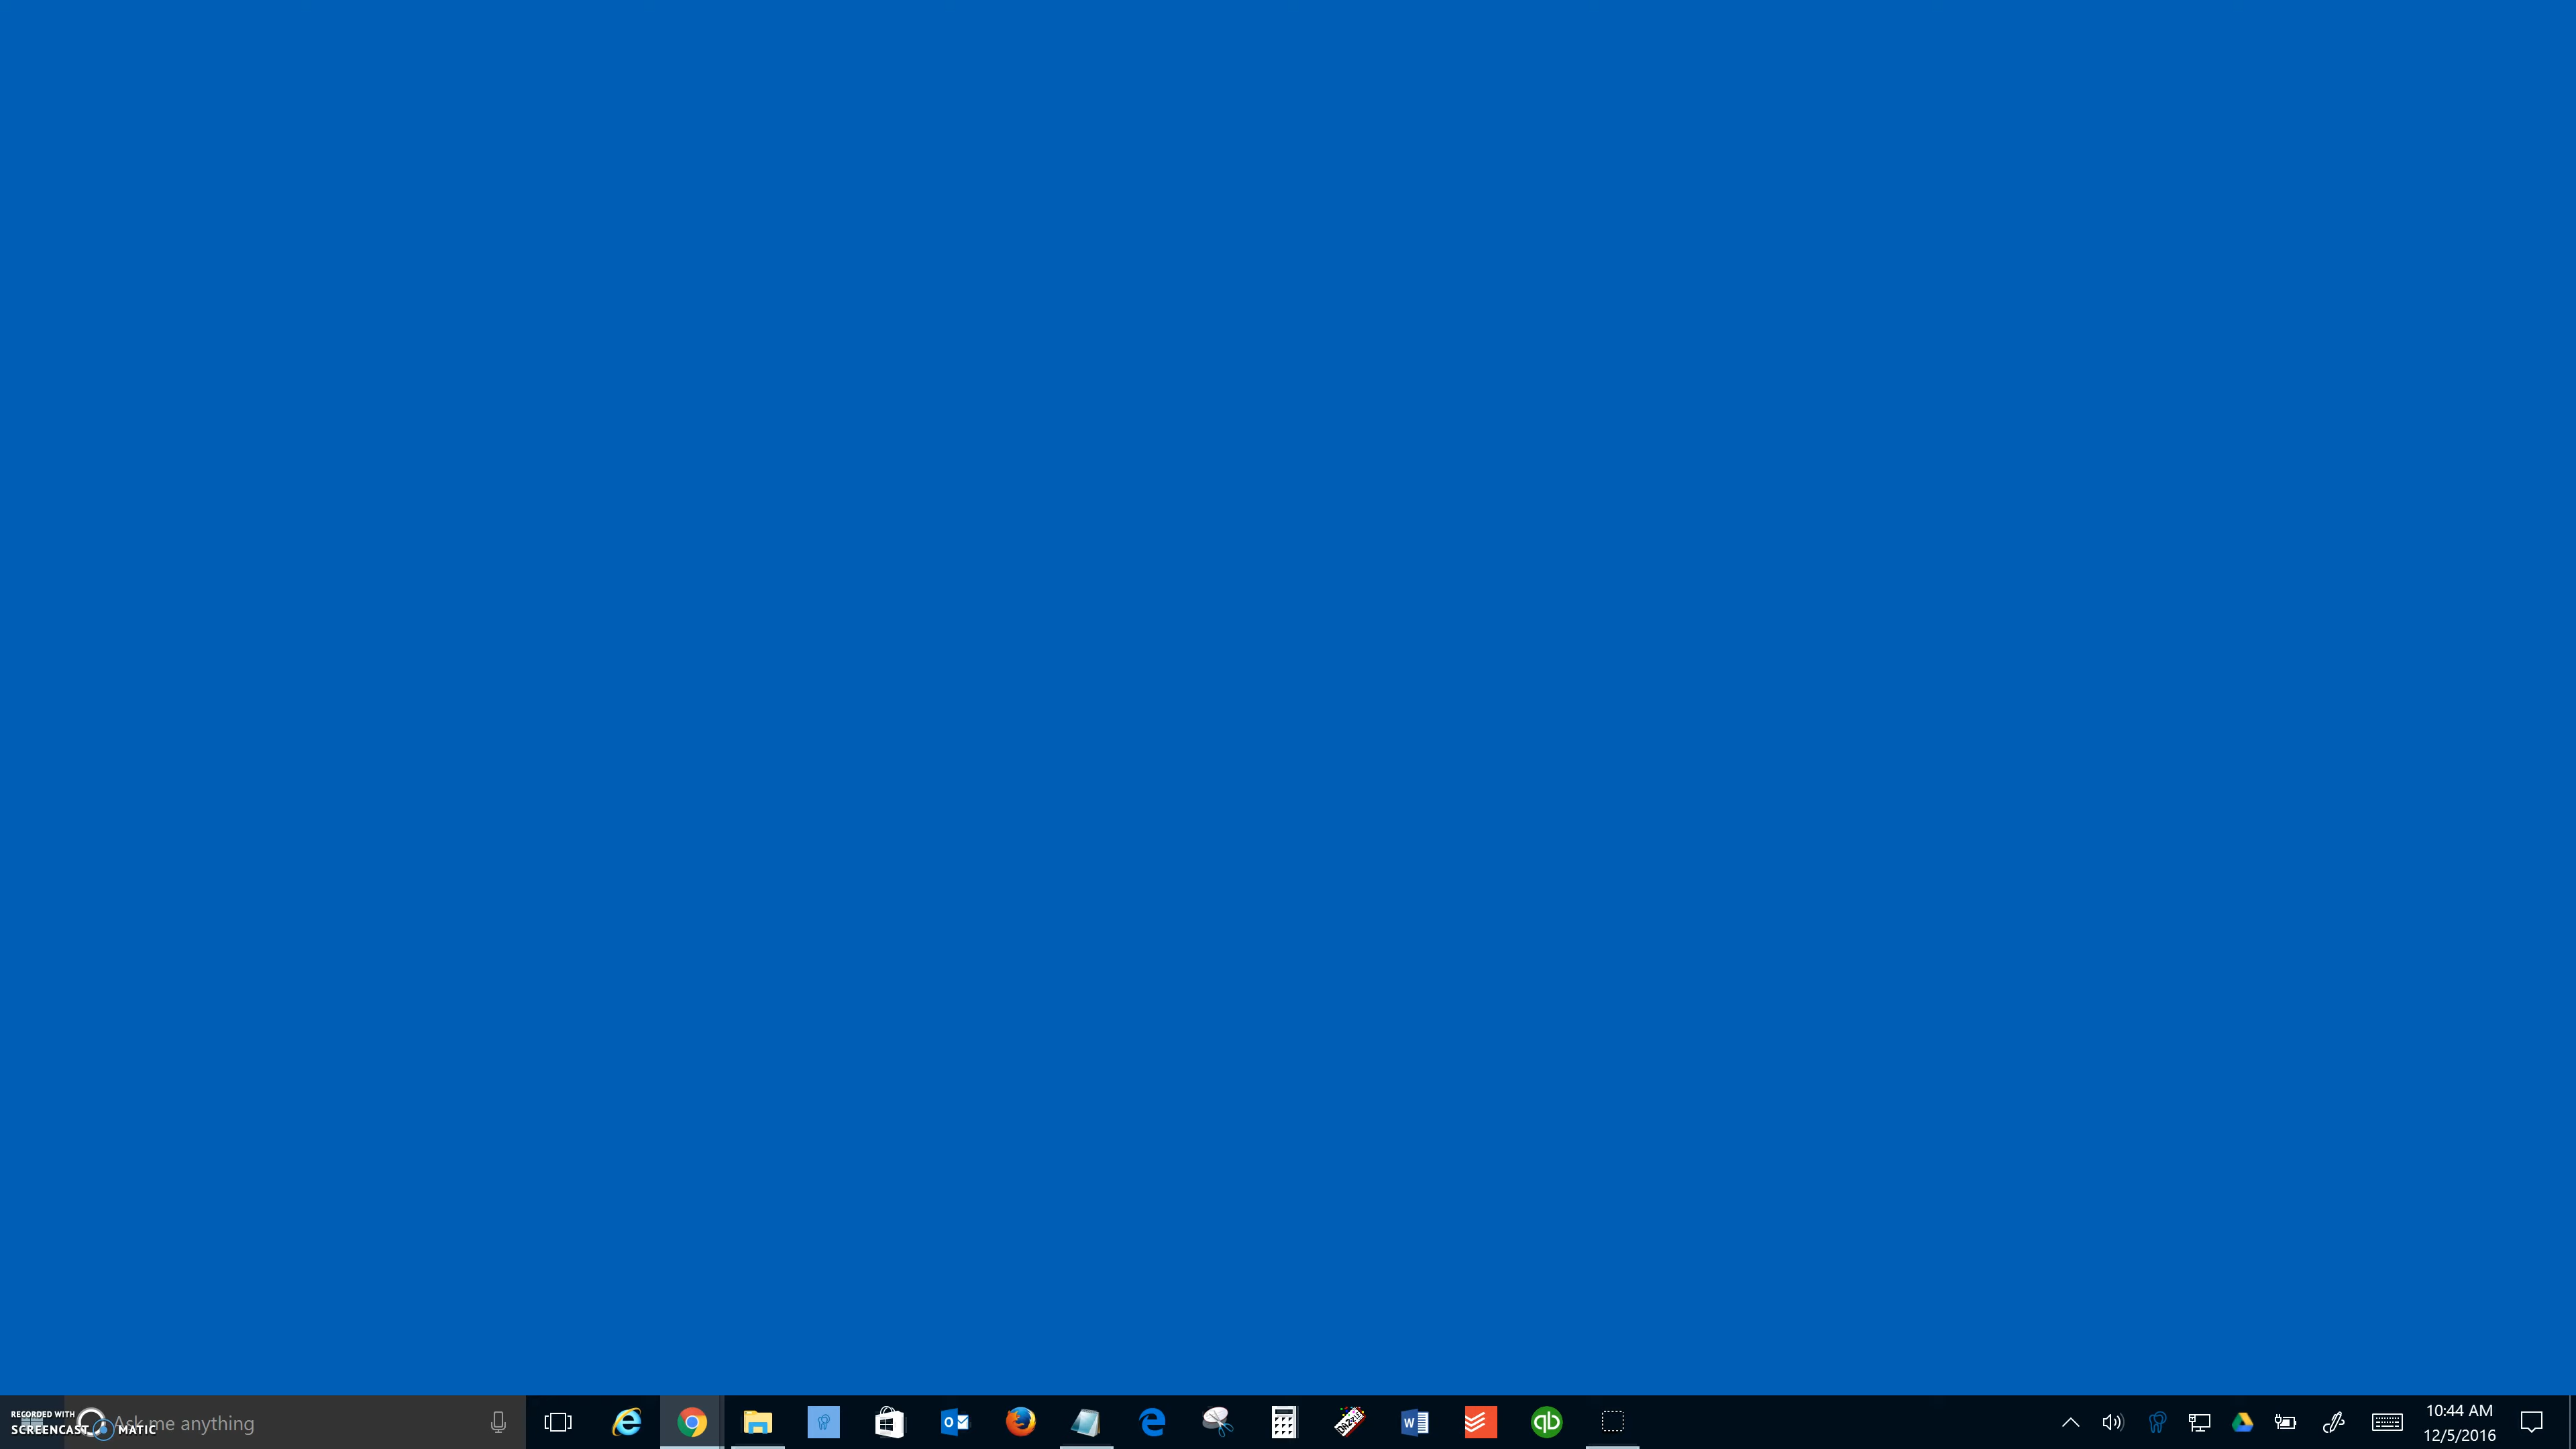 RECORDED WITH
SCREENCAST MATIC
Ask me anything
10:44 AM
12/5/2016